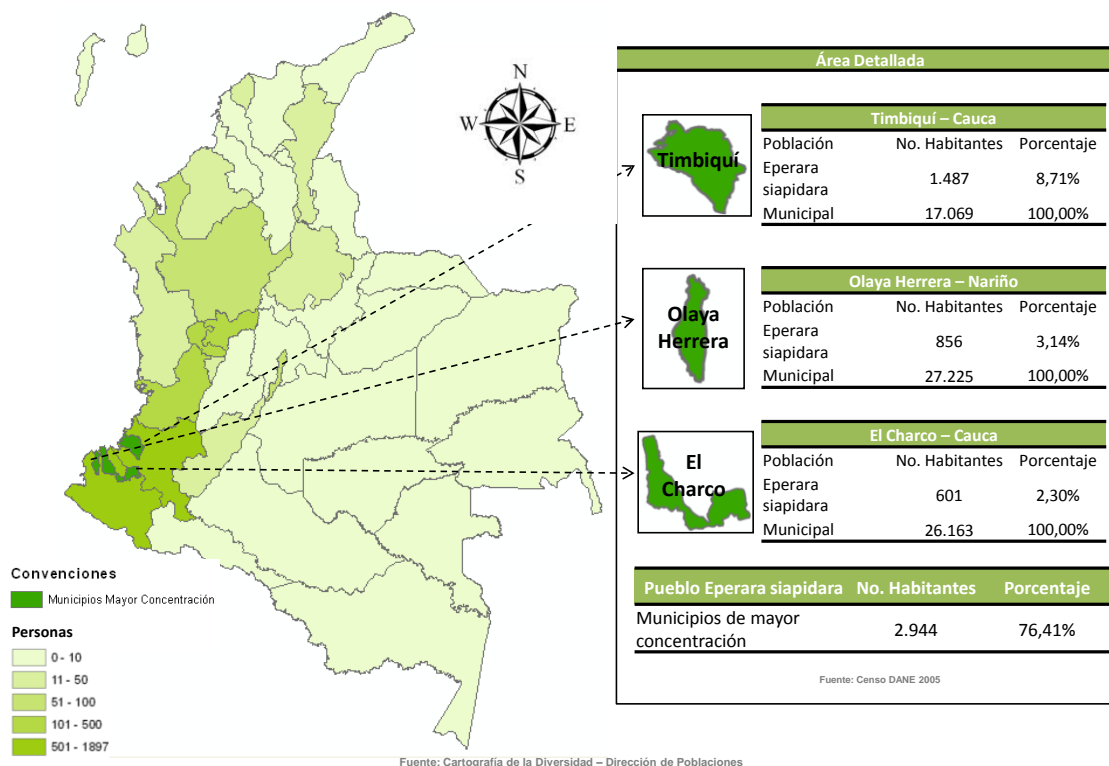 N
W
E
S
Área Detallada
Timbiquí
Timbiquí – Cauca
Población No. Habitantes Porcentaje
Eperara
siapidara 1.487 8,71%
Municipal 17.069 100,00%
Olaya
Herrera
Olaya Herrera – Nariño
Población No. Habitantes Porcentaje
Eperara
siapidara 856 3,14%
Municipal 27.225 100,00%
El
Charco
El Charco – Cauca
Población No. Habitantes Porcentaje
Eperara
siapidara 601 2,30%
Municipal 26.163 100,00%
Pueblo Eperara siapidara No. Habitantes Porcentaje
Municipios de mayor
concentración 2.944 76,41%
Fuente: Censo DANE 2005
Convenciones
Municipios Mayor Concentración
Personas
0 - 10
11 - 50
51 - 100
101 - 500
501 - 1897
Fuente: Cartografía de la Diversidad – Dirección de Poblaciones